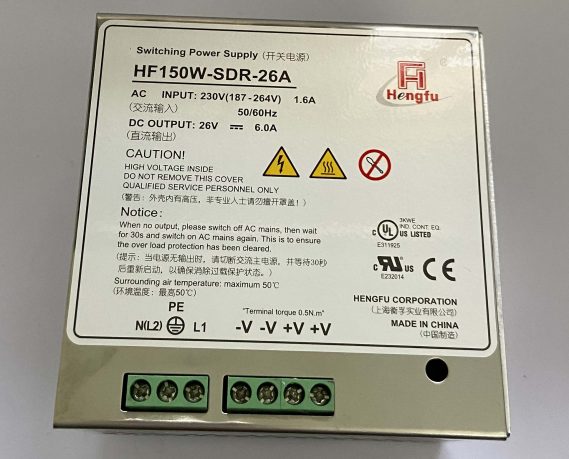 Switching Power Supply (开关电源)
HF150W-SDR-26A
Hengfu
AC INPUT: 230V(187-264V) 1.6A
(交流输入) 50/60Hz
DC OUTPUT: 26V ⎓ 6.0A
(直流输出)
CAUTION!
HIGH VOLTAGE INSIDE
DO NOT REMOVE THIS COVER
QUALIFIED SERVICE PERSONNEL ONLY
(警告：外壳内有高压，非专业人士请勿擅开罩盖！)
Notice:
When no output, please switch off AC mains, then wait
for 30s and switch on AC mains again. This is to ensure
the over load protection has been cleared.
(提示：当电源无输出时，请切断交流主电源，并等待30秒
后重新启动，以确保消除过载保护状态。)
Surrounding air temperature: maximum 50℃
(环境温度：最高50℃)
c UL US LISTED
3KWE
IND. CONT. EQ.
E311925
c RU US
E232014
CE
HENGFU CORPORATION
(上海衡孚实业有限公司)
MADE IN CHINA
(中国制造)
PE
N(L2) L1
"Terminal torque 0.5N.m"
-V -V +V +V